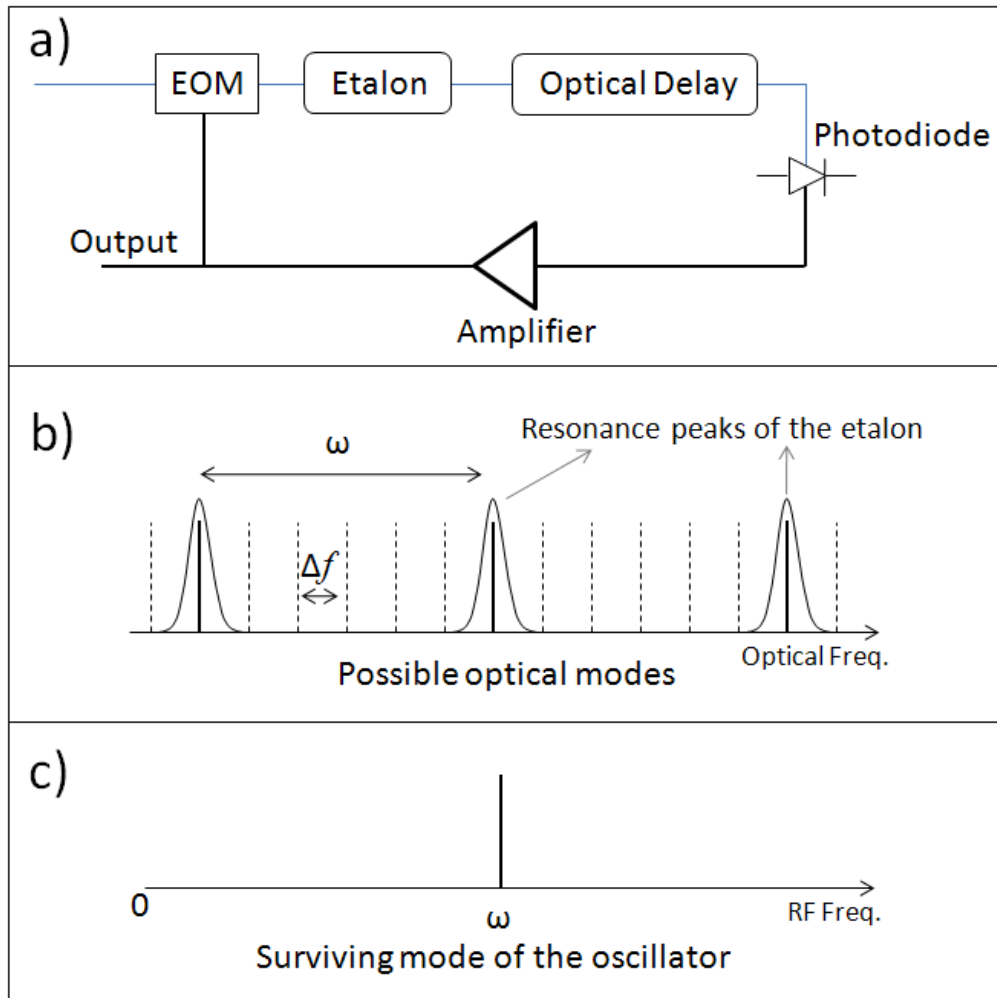 a)
EOM
Etalon
Optical Delay
Photodiode
Output
Amplifier
b)
Resonance peaks of the etalon
ω
Δf
Optical Freq.
Possible optical modes
c)
0
ω
RF Freq.
Surviving mode of the oscillator